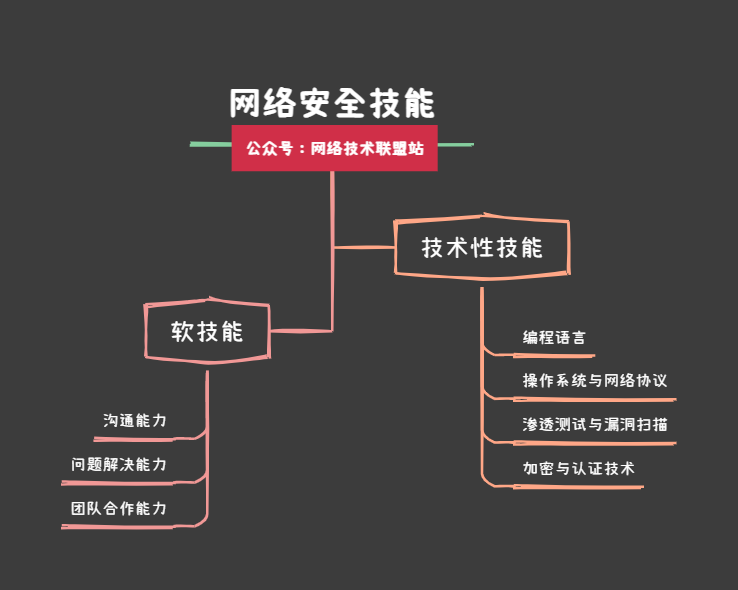 网络安全技能
公众号：网络技术联盟站
技术性技能
编程语言
操作系统与网络协议
渗透测试与漏洞扫描
加密与认证技术
软技能
沟通能力
问题解决能力
团队合作能力